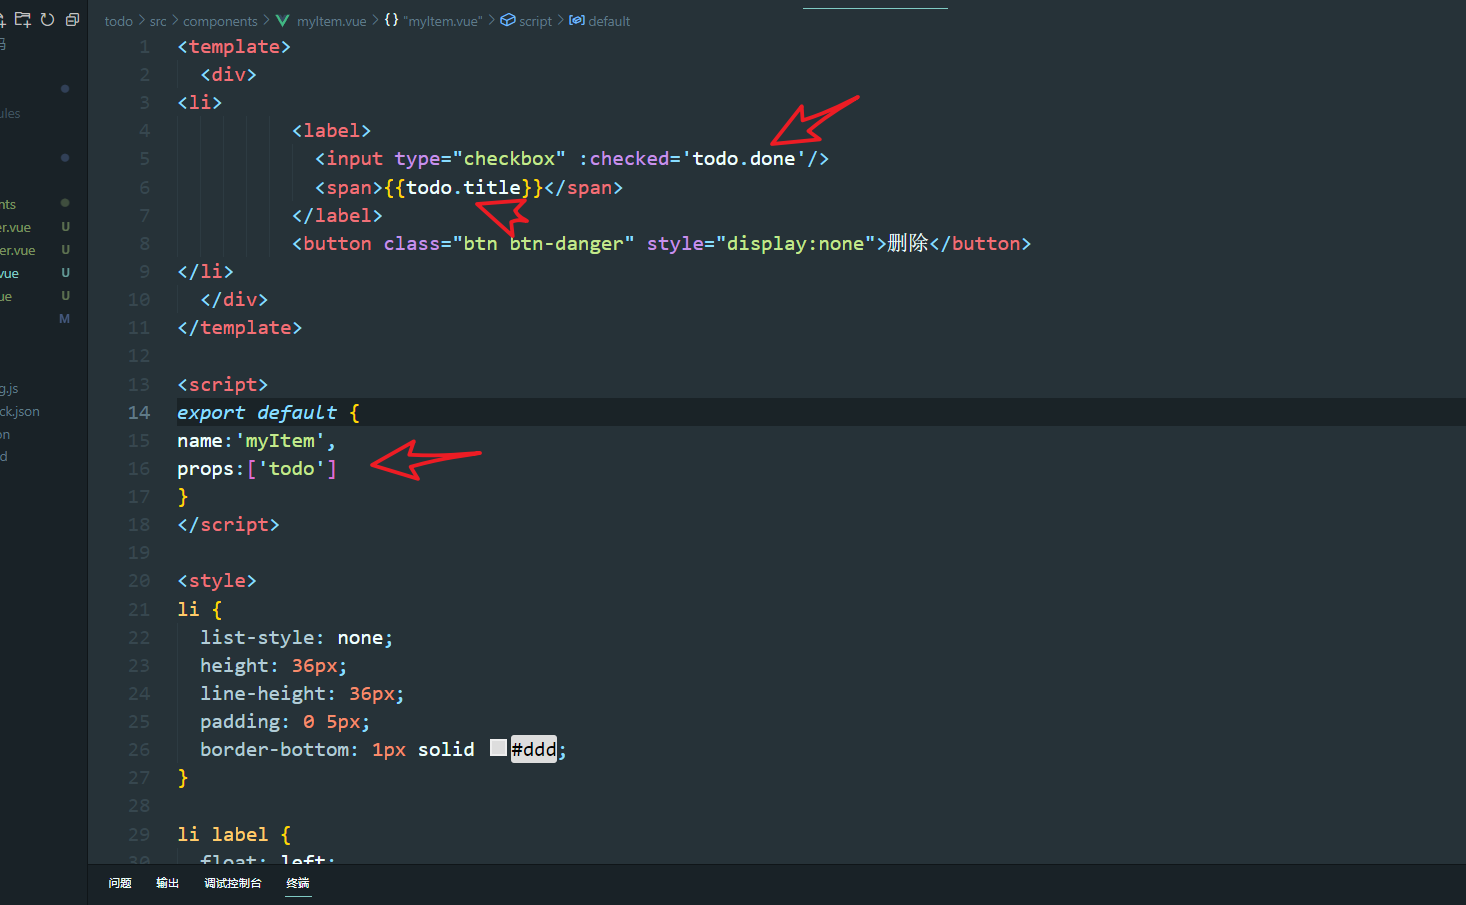 todo > src > components > myItem.vue > {} "myItem.vue" > script > default
ules
nts
er.vue U
er.vue U
vue U
ue U
M
g.js
ck.json
on
d
1 <template>
2 <div>
3 <li>
4 <label>
5 <input type="checkbox" :checked='todo.done'/>
6 <span>{{todo.title}}</span>
7 </label>
8 <button class="btn btn-danger" style="display:none">删除</button>
9 </li>
10 </div>
11 </template>
12
13 <script>
14 export default {
15 name:'myItem',
16 props:['todo']
17 }
18 </script>
19
20 <style>
21 li {
22 list-style: none;
23 height: 36px;
24 line-height: 36px;
25 padding: 0 5px;
26 border-bottom: 1px solid #ddd;
27 }
28
29 li label {
30 float: left;
问题 输出 调试控制台 终端